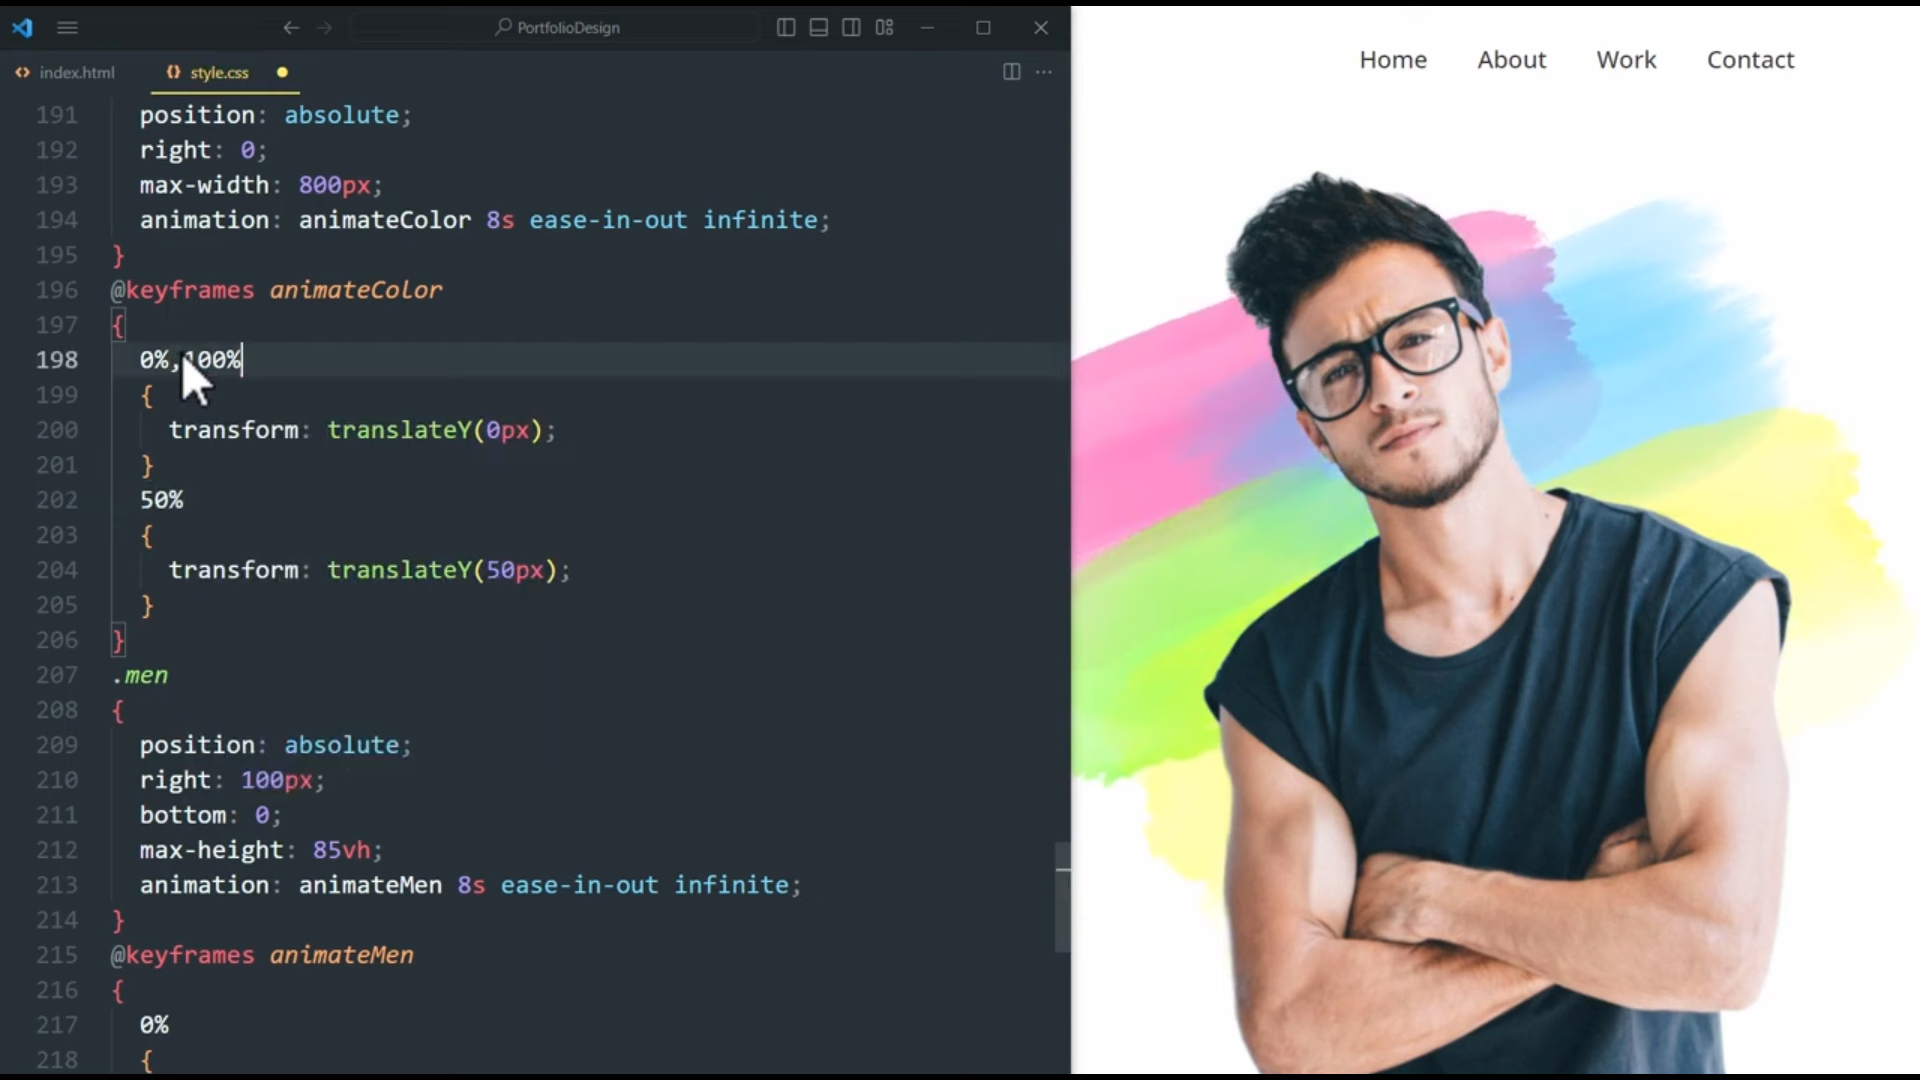 PortfolioDesign
index.html
style.css
191 position: absolute;
192 right: 0;
193 max-width: 800px;
194 animation: animateColor 8s ease-in-out infinite;
195 }
196 @keyframes animateColor
197 {
198 0%,100%
199 {
200 transform: translateY(0px);
201 }
202 50%
203 {
204 transform: translateY(50px);
205 }
206 }
207 .men
208 {
209 position: absolute;
210 right: 100px;
211 bottom: 0;
212 max-height: 85vh;
213 animation: animateMen 8s ease-in-out infinite;
214 }
215 @keyframes animateMen
216 {
217 0%
218 {
Home About Work Contact